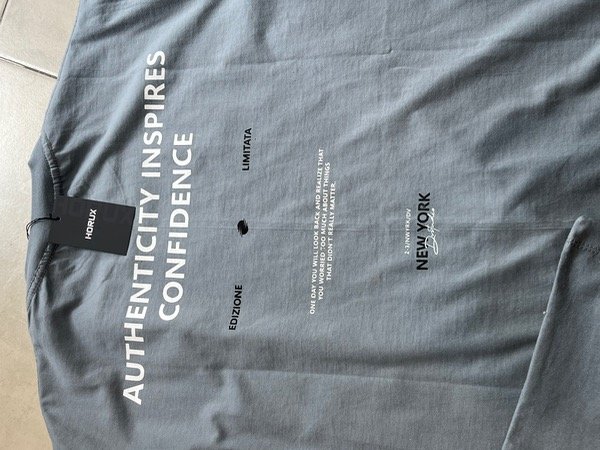 HORUX
AUTHENTICITY INSPIRES
CONFIDENCE
EDIZIONE LIMITATA
ONE DAY YOU WILL LOOK BACK AND REALIZE THAT
YOU WORRIED TOO MUCH ABOUT THINGS
THAT DIDN'T REALLY MATTER.
NEW YORK